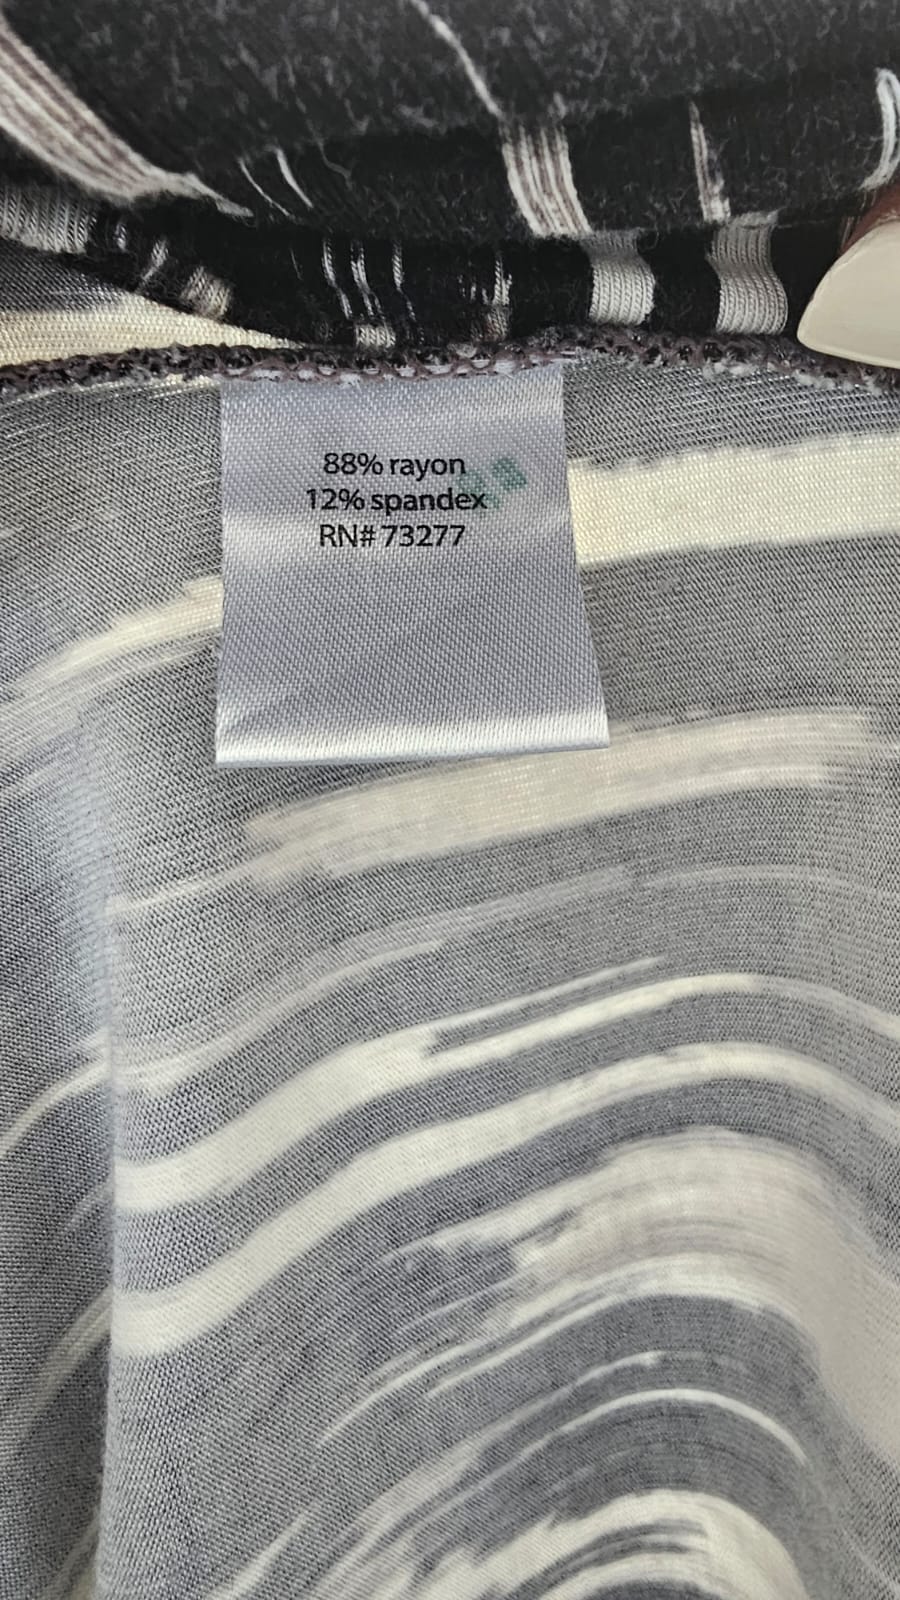 88% rayon
12% spandex
RN# 73277